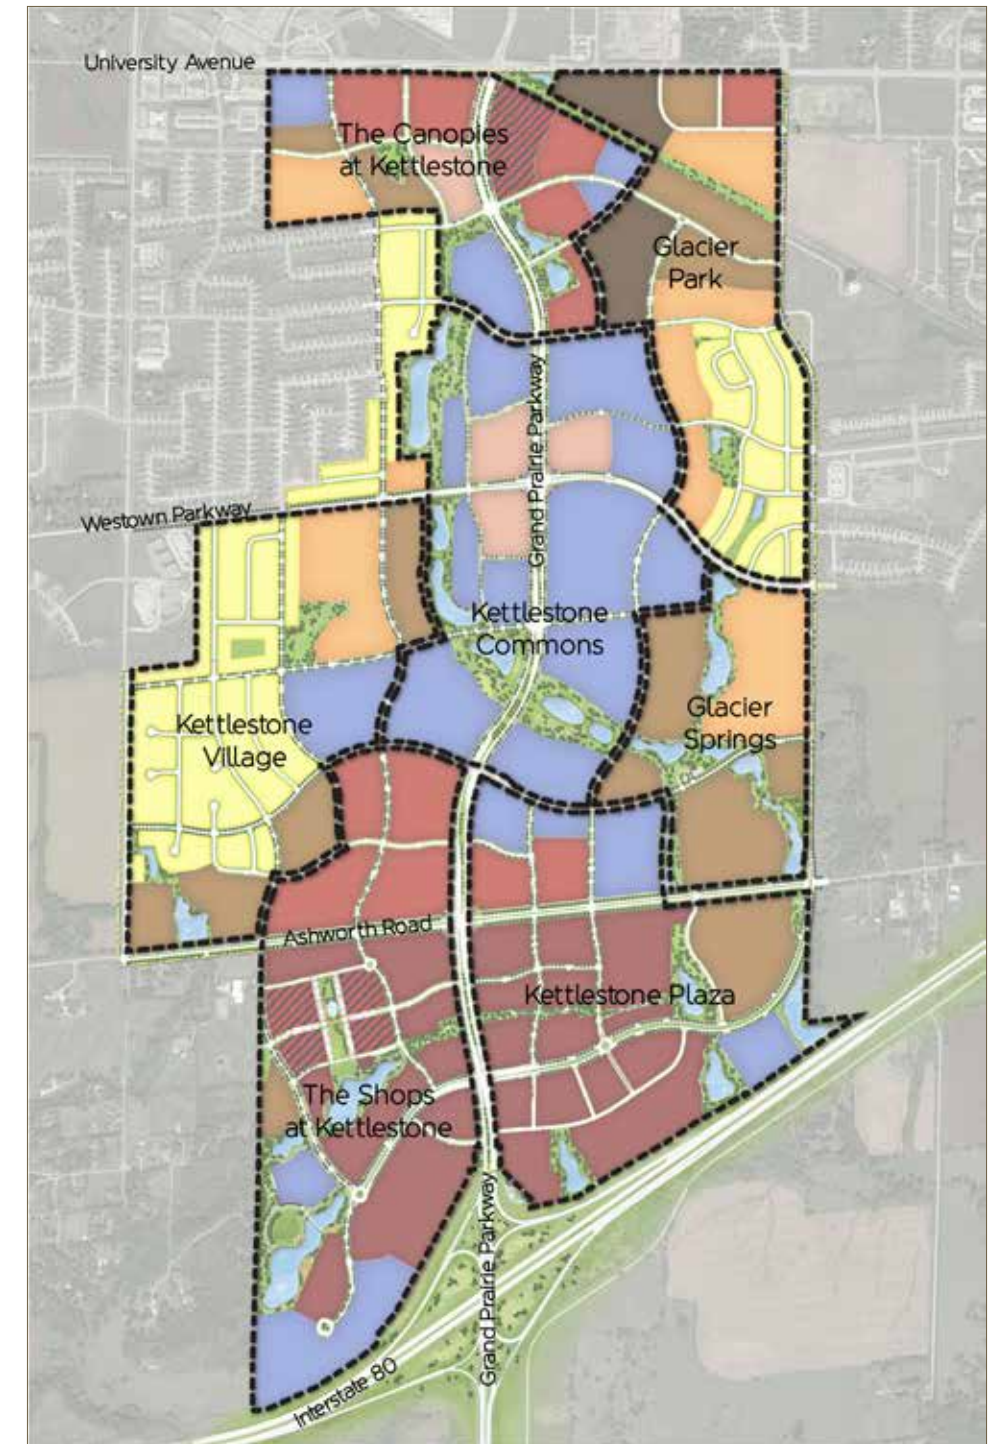 University Avenue
The Canopies
at Kettlestone
Glacier
Park
Grand Prairie Parkway
Westown Parkway
Kettlestone
Commons
Glacier
Springs
Kettlestone
Village
Ashworth Road
Kettlestone Plaza
The Shops
at Kettlestone
Grand Prairie Parkway
Interstate 80